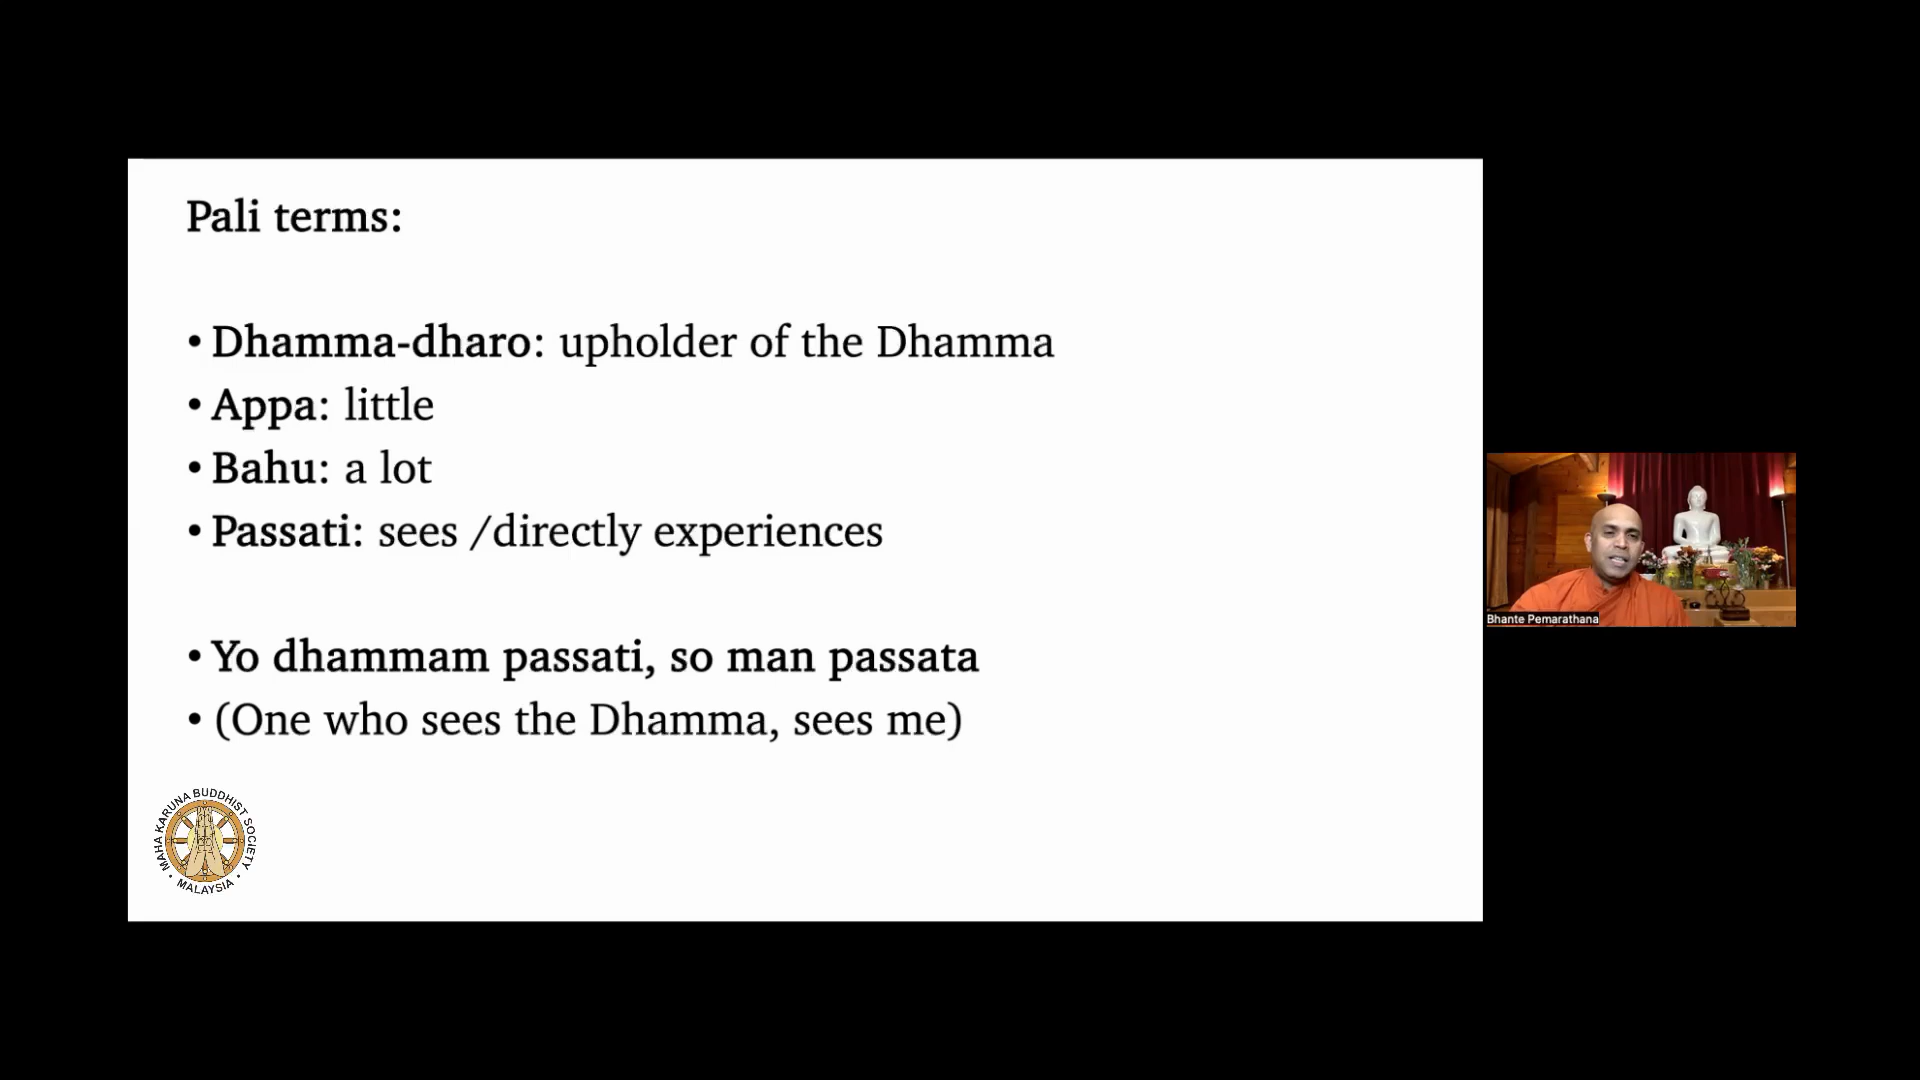 Pali terms:
• Dhamma-dharo: upholder of the Dhamma
• Appa: little
• Bahu: a lot
• Passati: sees /directly experiences
• Yo dhammam passati, so man passata
• (One who sees the Dhamma, sees me)
MAHA KARUNA BUDDHIST SOCIETY
• MALAYSIA •
Bhante Pemarathana